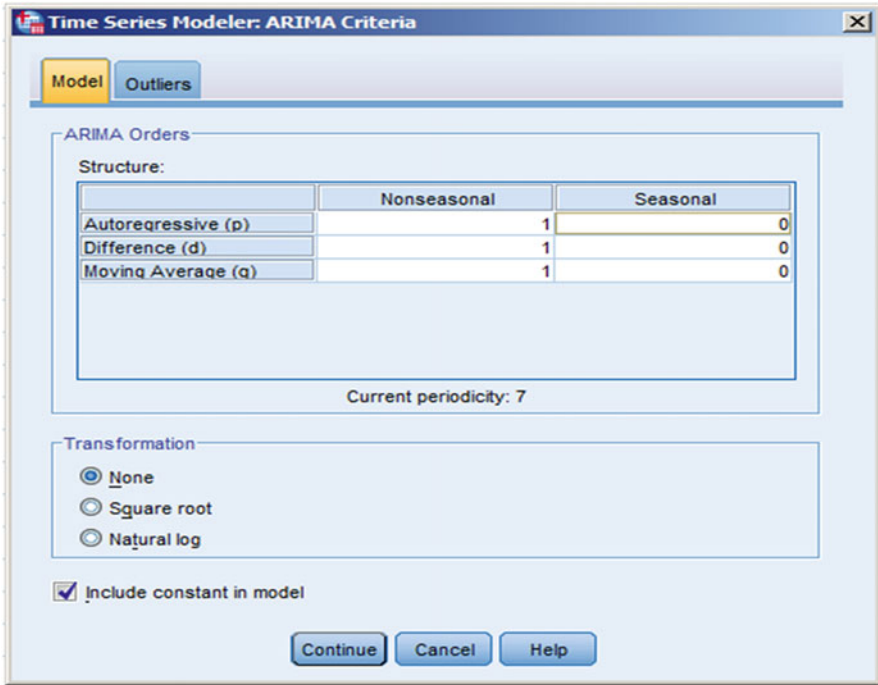 Time Series Modeler: ARIMA Criteria
Model Outliers
ARIMA Orders
Structure:
Nonseasonal Seasonal
Autoregressive (p) 1 0
Difference (d) 1 0
Moving Average (q) 1 0
Current periodicity: 7
Transformation
None
Square root
Natural log
Include constant in model
Continue Cancel Help